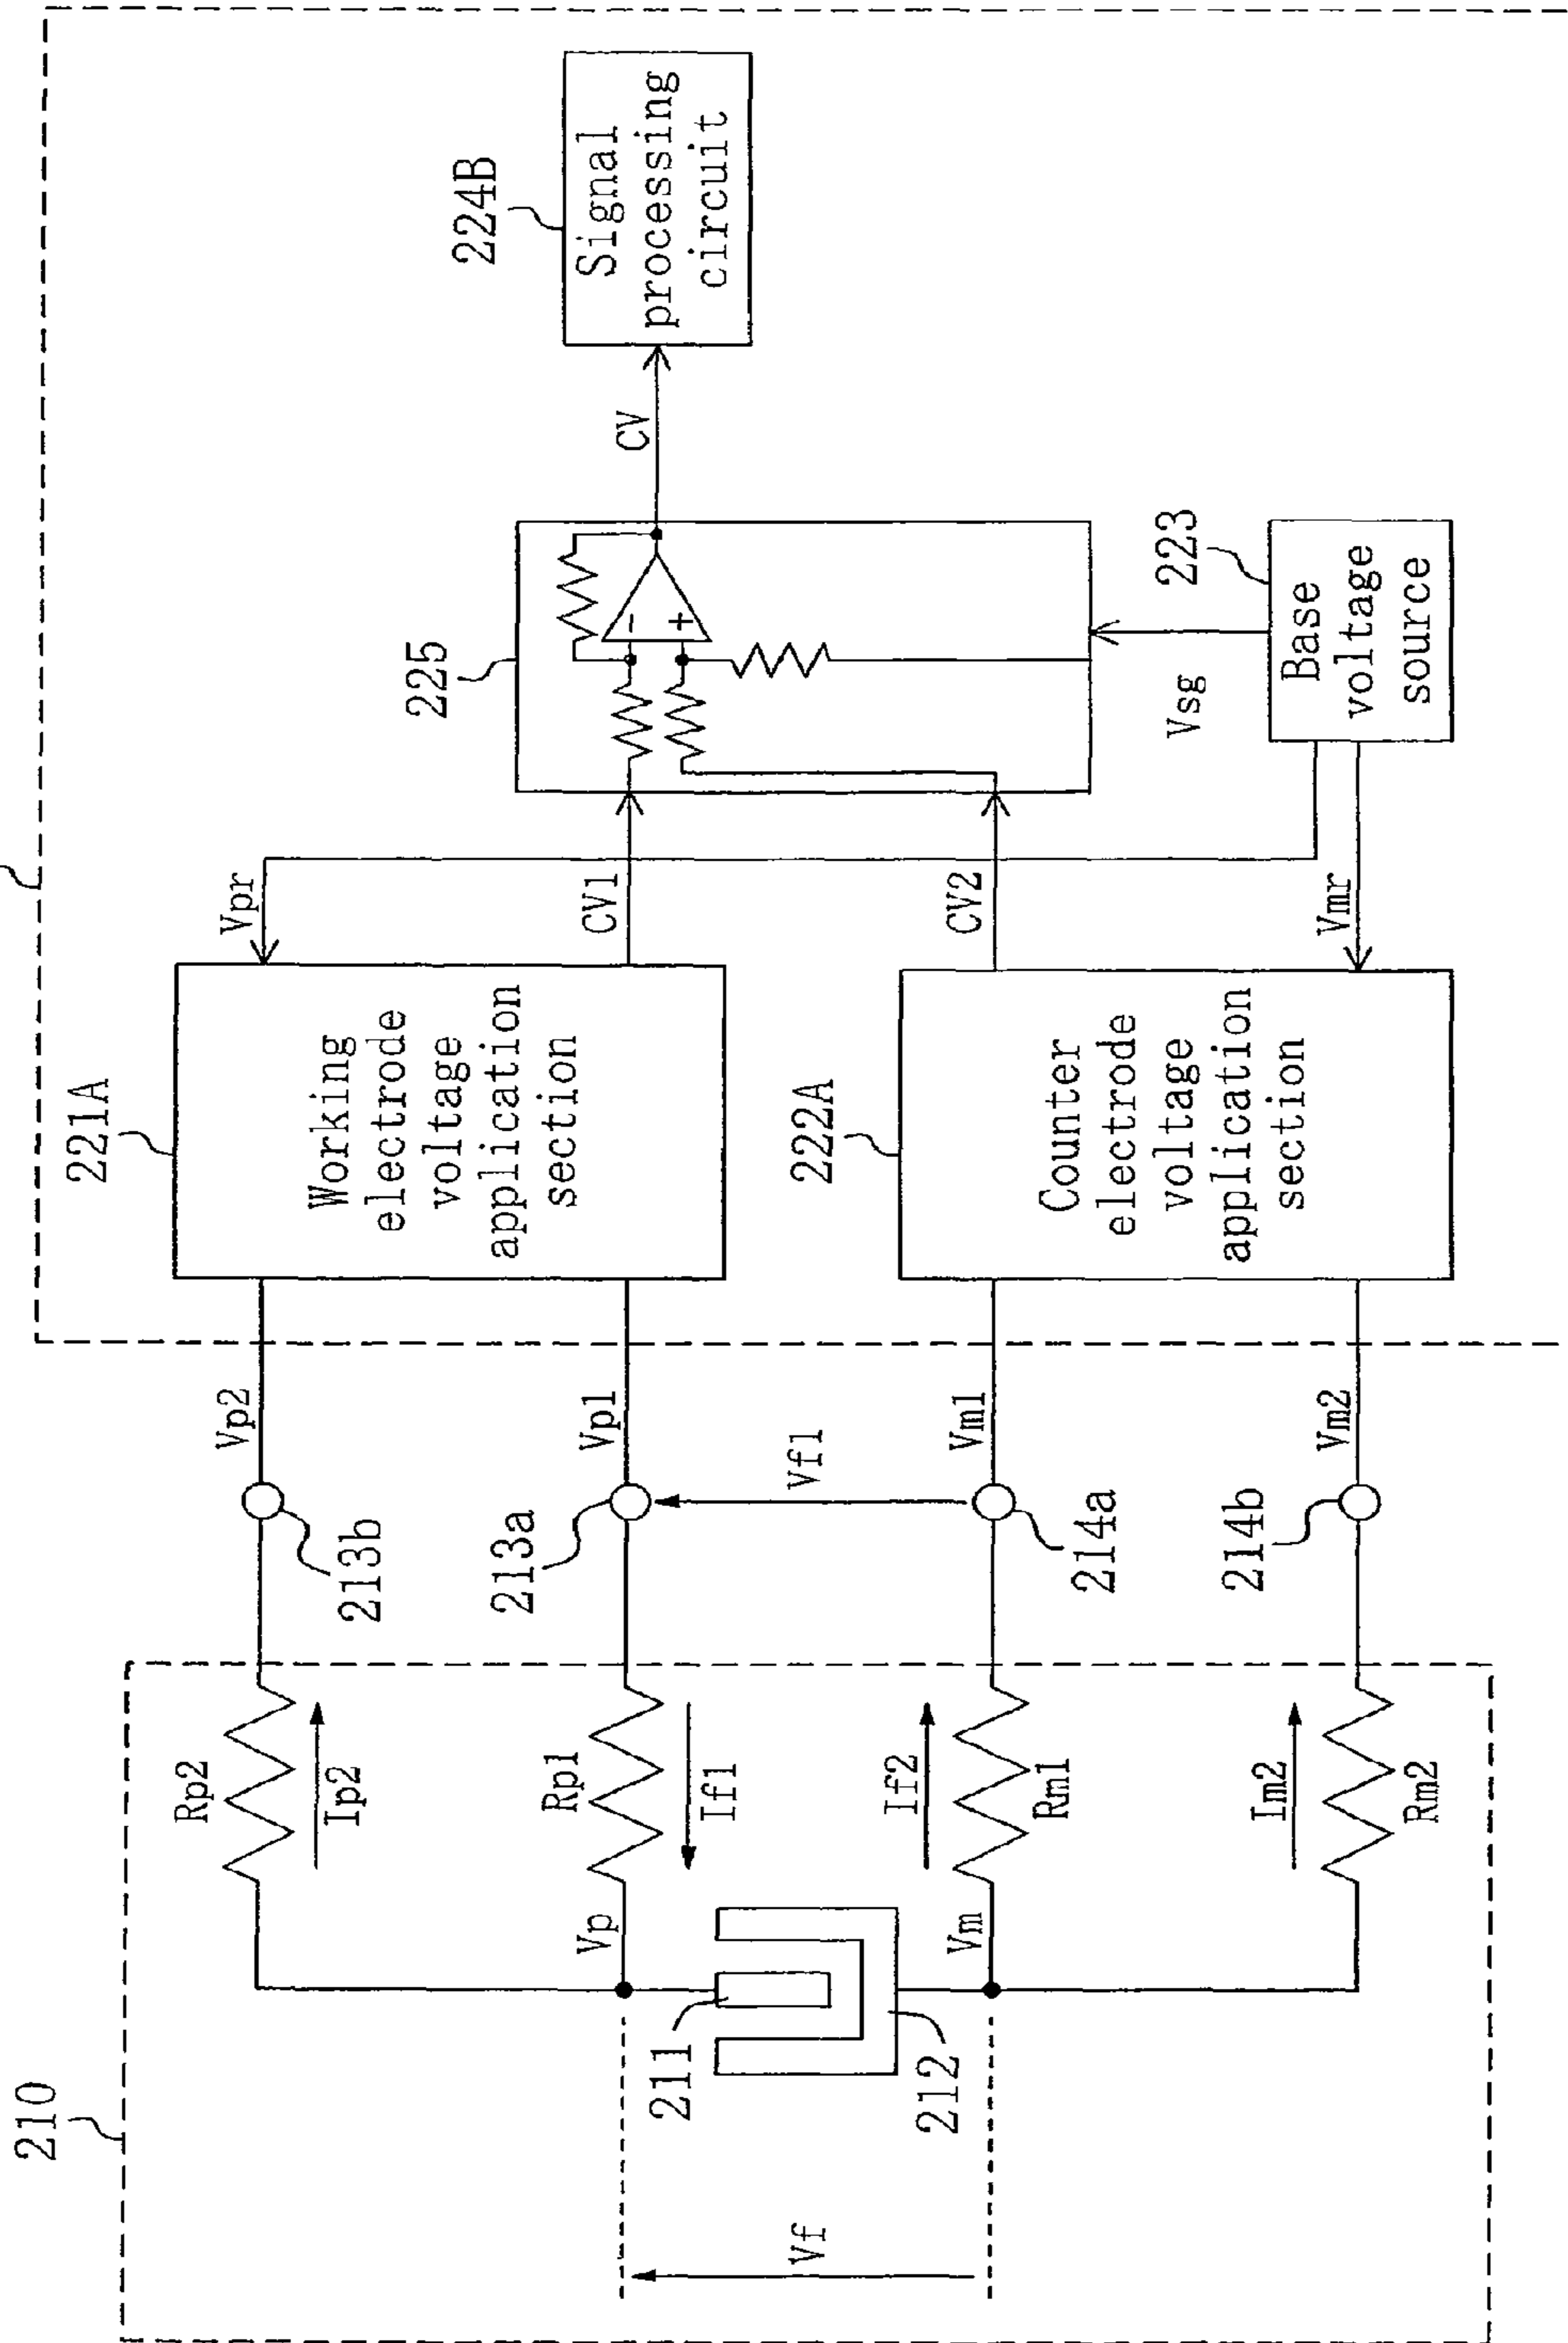 210
Vf
211
212
Vp
Vm
Rp2
Ip2
Rp1
If1
If2
Rm1
Im2
Rm2
213b
213a
214a
214b
Vf1
Vp2
Vp1
Vm1
Vm2
221A
Working
electrode
voltage
application
section
222A
Counter
electrode
voltage
application
section
Vpr
CV1
CV2
Vmr
225
-
+
Vsg
223
Base
voltage
source
CV
224B
Signal
processing
circuit